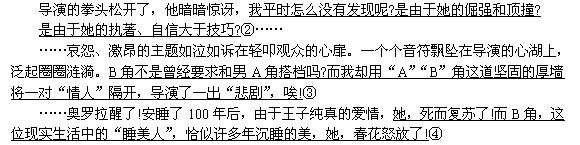 导演的拳头松开了，他暗暗惊讶，我平时怎么没有发现呢?是由于她的倔强和顶撞?
是由于她的执著、自信大于技巧?②……
……哀怨、激昂的主题如泣如诉在轻叩观众的心扉。一个个音符飘坠在导演的心湖上，
泛起圈圈涟漪。B角不是曾经要求和男A角搭档吗?而我却用“A”“B”角这道坚固的厚墙
将一对“情人”隔开，导演了一出“悲剧”，唉!③
……奥罗拉醒了!安睡了100年后，由于王子纯真的爱情，她，死而复苏了!而B角，这
位现实生活中的“睡美人”，恰似许多年沉睡的美，她，春花怒放了!④